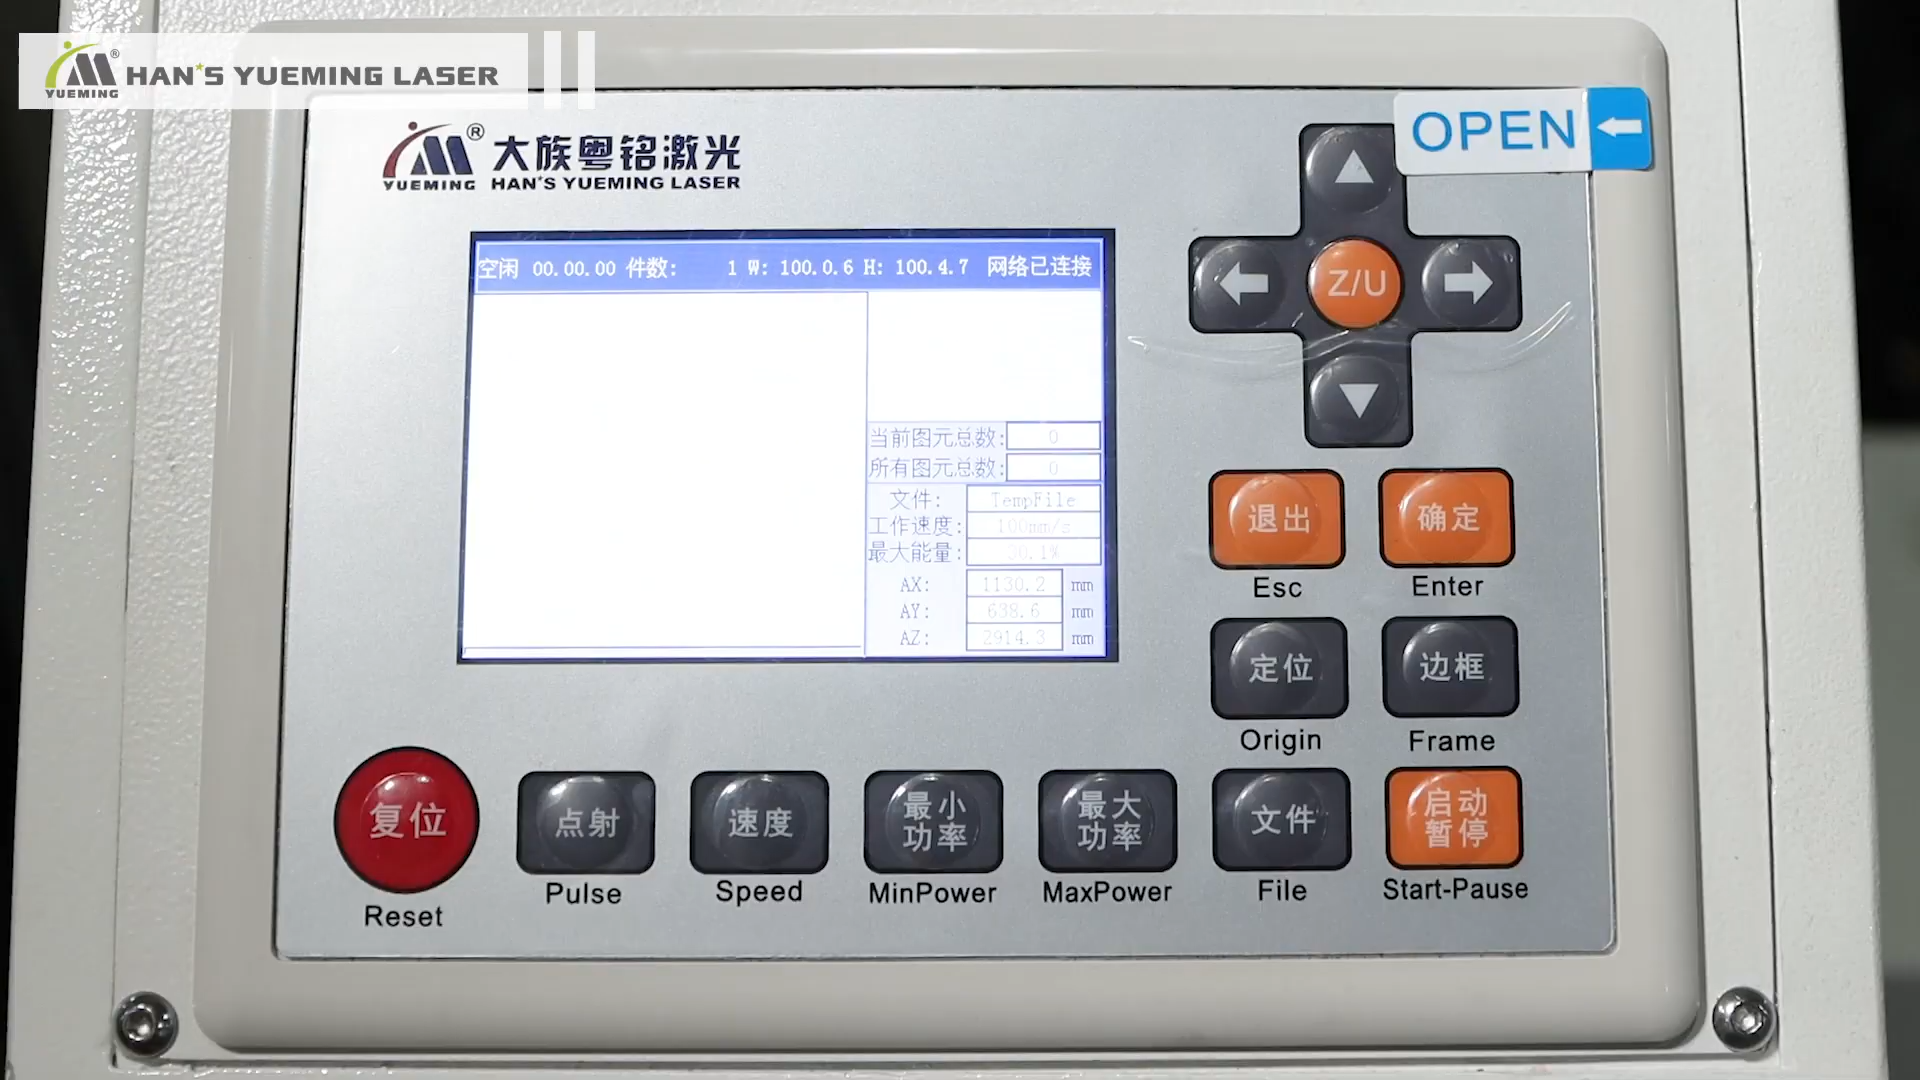 YUEMING® HAN'S YUEMING LASER
YUEMING® 大族粤铭激光
HAN'S YUEMING LASER
OPEN
空闲 00.00.00 件数: 1 W: 100.0.6 H: 100.4.7 网络已连接
当前图元总数: 0
所有图元总数: 0
文件: TempFile
工作速度: 100mm/s
最大能量: 30.1%
AX: 1130.2 mm
AY: 638.6 mm
AZ: 2914.3 mm
Z/U
退出
Esc
确定
Enter
定位
Origin
边框
Frame
复位
Reset
点射
Pulse
速度
Speed
最小
功率
MinPower
最大
功率
MaxPower
文件
File
启动
暂停
Start-Pause